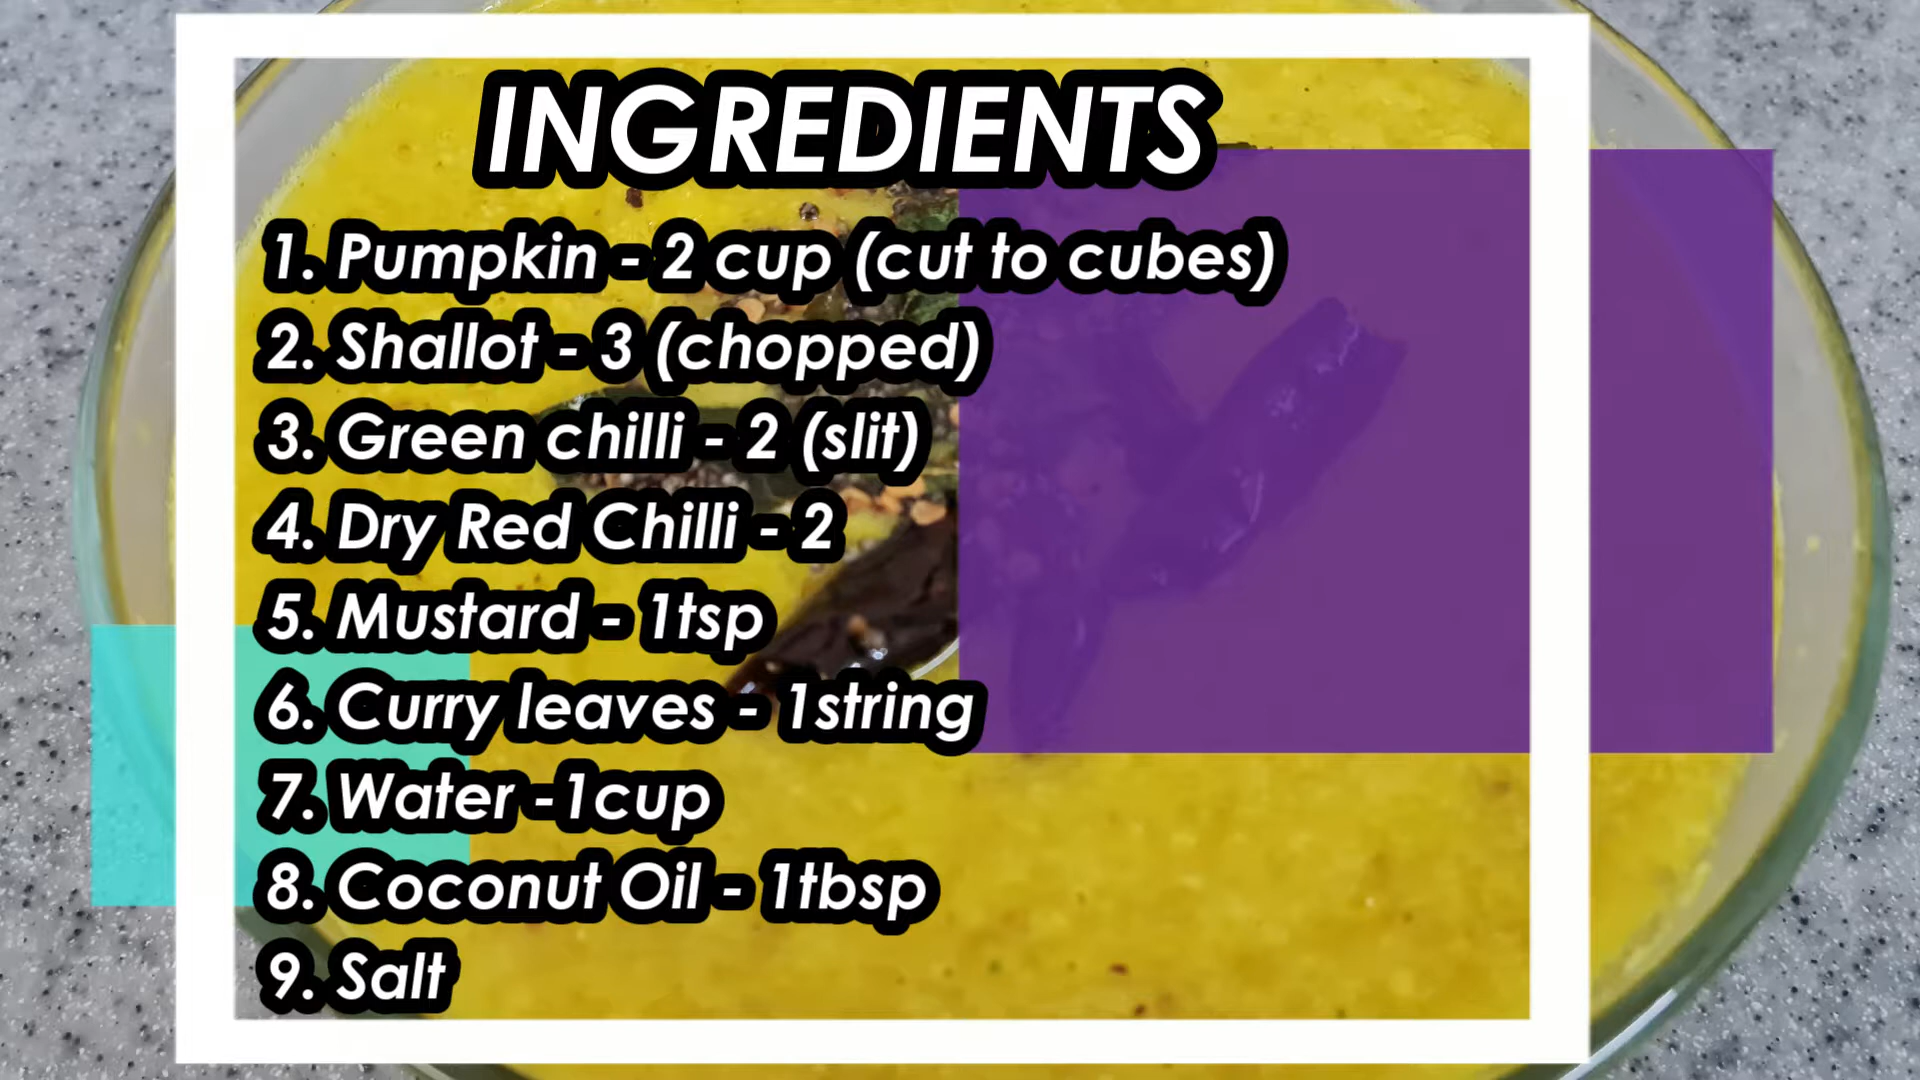 INGREDIENTS
1. Pumpkin - 2 cup (cut to cubes)
2. Shallot - 3 (chopped)
3. Green chilli - 2 (slit)
4. Dry Red Chilli - 2
5. Mustard - 1tsp
6. Curry leaves - 1string
7. Water -1cup
8. Coconut Oil - 1tbsp
9. Salt